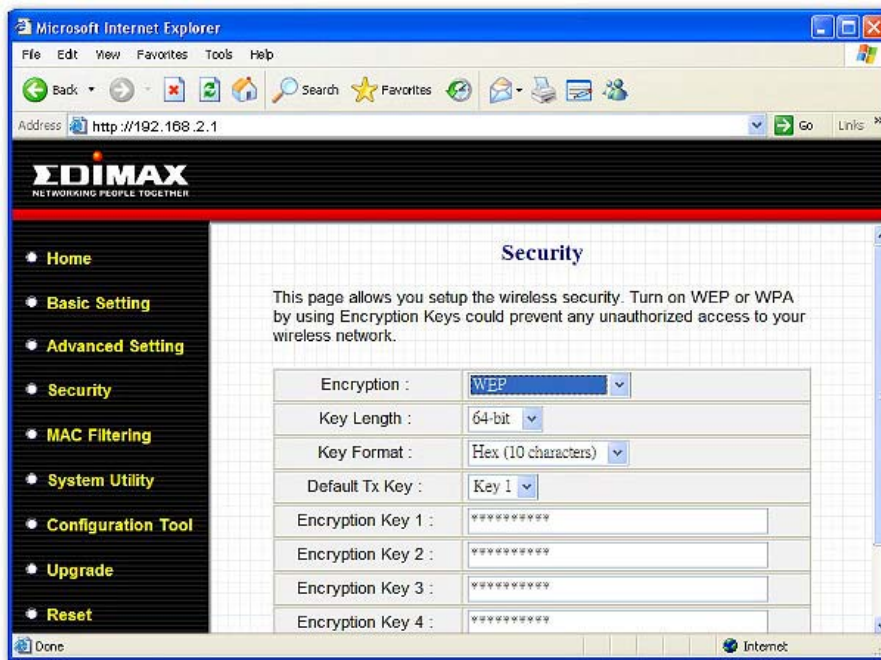 Microsoft Internet Explorer
File Edit View Favorites Tools Help
Back Search Favorites
Address http://192.168.2.1 Go Links »
EDIMAX
NETWORKING PEOPLE TOGETHER
Home
Basic Setting
Advanced Setting
Security
MAC Filtering
System Utility
Configuration Tool
Upgrade
Reset
Security
This page allows you setup the wireless security. Turn on WEP or WPA
by using Encryption Keys could prevent any unauthorized access to your
wireless network.
Encryption : WEP
Key Length : 64-bit
Key Format : Hex (10 characters)
Default Tx Key : Key 1
Encryption Key 1 : **********
Encryption Key 2 : **********
Encryption Key 3 : **********
Encryption Key 4 : **********
Done Internet